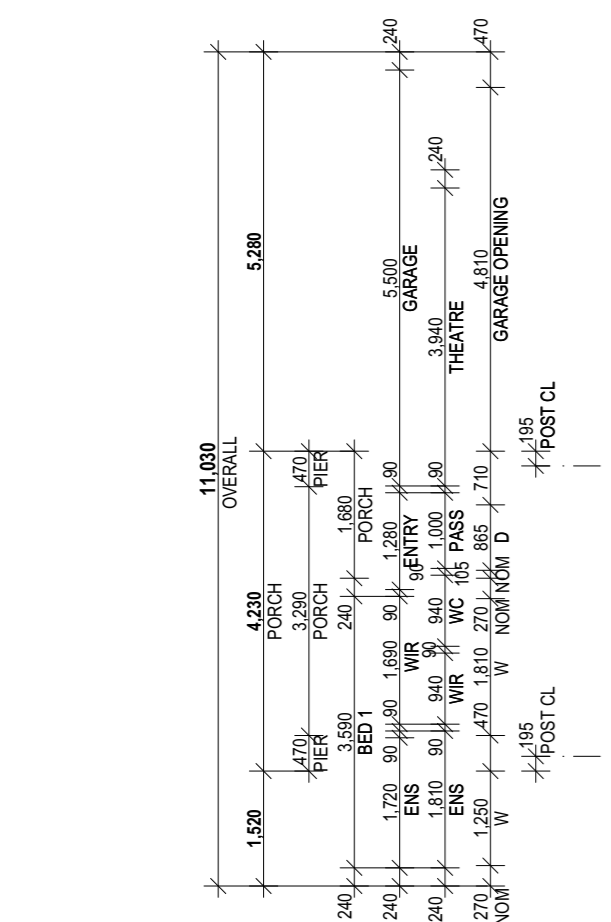 11,030
OVERALL
1,520 4,230 5,280
PORCH
470 3,290 470
PIER PORCH PIER
240 3,590 240 1,680
BED 1 PORCH
240 1,720 90 90 1,690 90 1,280 90 5,500 240
ENS WIR ENTRY GARAGE
240 1,810 90 940 90 940 90 1,000 90 3,940 240
ENS WIR WC PASS THEATRE
270 1,250 470 1,810 270 105 865 710 4,810 470
NOM W W NOM NOM D GARAGE OPENING
195 195
POST CL POST CL